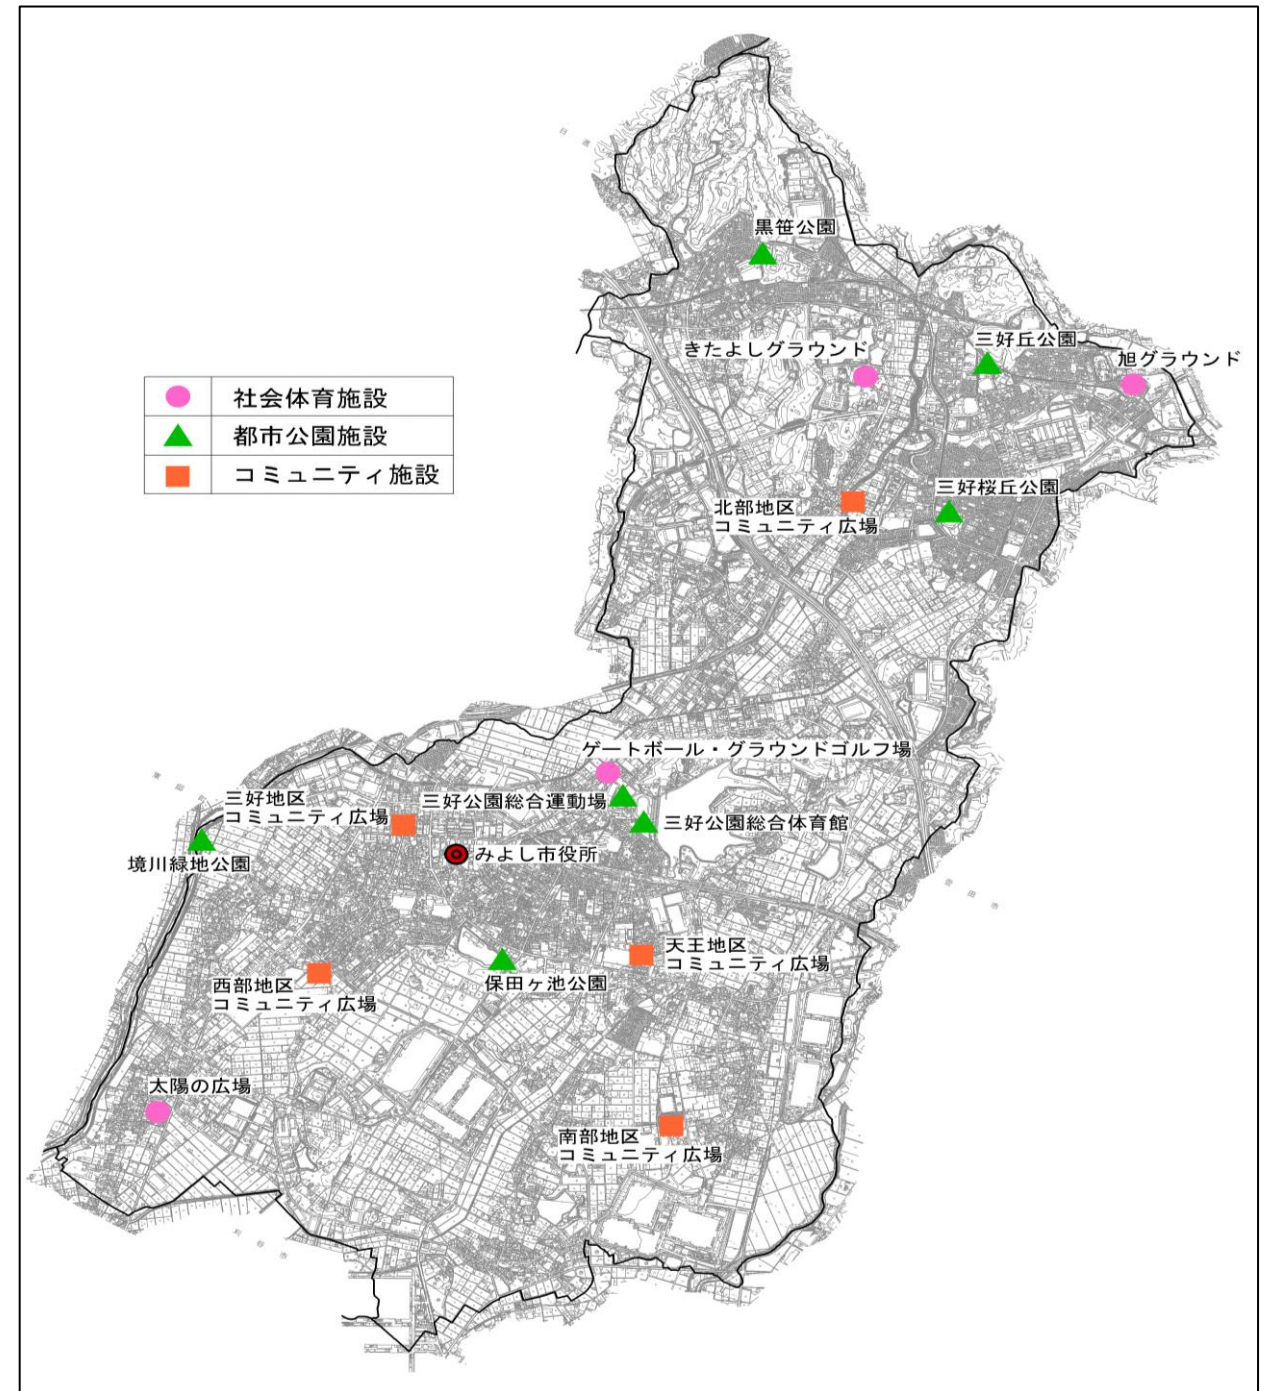 黒笹公園
きたよしグラウンド
三好丘公園
旭グラウンド
社会体育施設
都市公園施設
コミュニティ施設
三好桜丘公園
北部地区
コミュニティ広場
ゲートボール・グラウンドゴルフ場
三好地区
コミュニティ広場
三好公園総合運動場
三好公園総合体育館
境川緑地公園
みよし市役所
天王地区
コミュニティ広場
西部地区
コミュニティ広場
保田ヶ池公園
太陽の広場
南部地区
コミュニティ広場